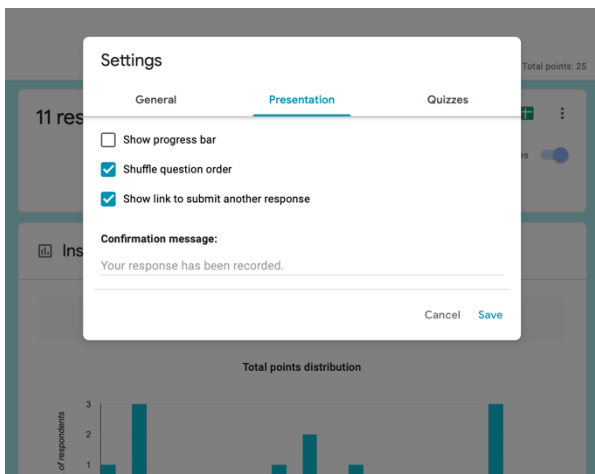 Settings
Total points: 25
General Presentation Quizzes
11 res
Show progress bar
es
Shuffle question order
Show link to submit another response
Confirmation message:
Ins
Your response has been recorded.
Cancel Save
Total points distribution
3
2
1
of respondents